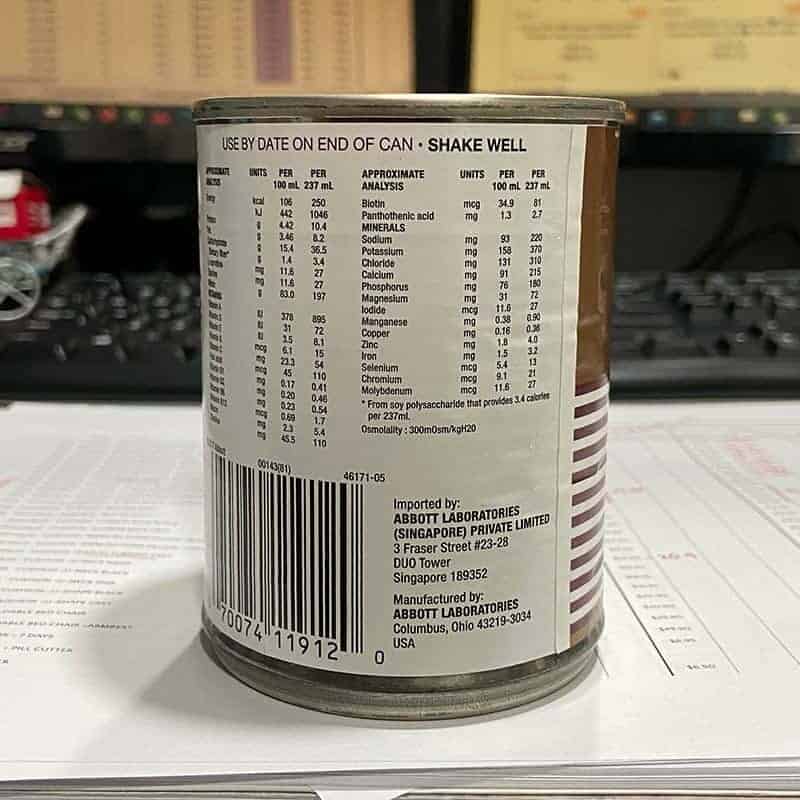 USE BY DATE ON END OF CAN • SHAKE WELL
APPROXIMATE ANALYSIS UNITS PER 100 mL PER 237 mL
Energy kcal 106 250
kJ 442 1046
Protein g 4.42 10.4
Fat g 3.46 8.2
Carbohydrate g 15.4 36.5
Dietary fiber* g 1.4 3.4
L-carnitine mg 11.6 27
Taurine mg 11.6 27
Water g 83.0 197
IU 378 895
IU 31 72
IU 3.5 8.1
mcg 6.1 15
mg 23.3 54
mcg 45 110
mg 0.17 0.41
mg 0.20 0.46
mg 0.23 0.54
mcg 0.69 1.7
mg 2.3 5.4
mg 45.5 110
APPROXIMATE ANALYSIS UNITS PER 100 mL PER 237 mL
Biotin mcg 34.9 81
Panthothenic acid mg 1.3 2.7
MINERALS
Sodium mg 93 220
Potassium mg 158 370
Chloride mg 131 310
Calcium mg 91 215
Phosphorus mg 76 180
Magnesium mg 31 72
Iodide mcg 11.6 27
Manganese mg 0.38 0.90
Copper mg 0.16 0.36
Zinc mg 1.8 4.0
Iron mg 1.5 3.2
Selenium mcg 5.4 13
Chromium mcg 9.1 21
Molybdenum mcg 11.6 27
* From soy polysaccharide that provides 3.4 calories
per 237ml.
Osmolality : 300mOsm/kgH20
00143(81)
46171-05
70074 11912 0
Imported by:
ABBOTT LABORATORIES
(SINGAPORE) PRIVATE LIMITED
3 Fraser Street #23-28
DUO Tower
Singapore 189352
Manufactured by:
ABBOTT LABORATORIES
Columbus, Ohio 43219-3034
USA
PILL CUTTER